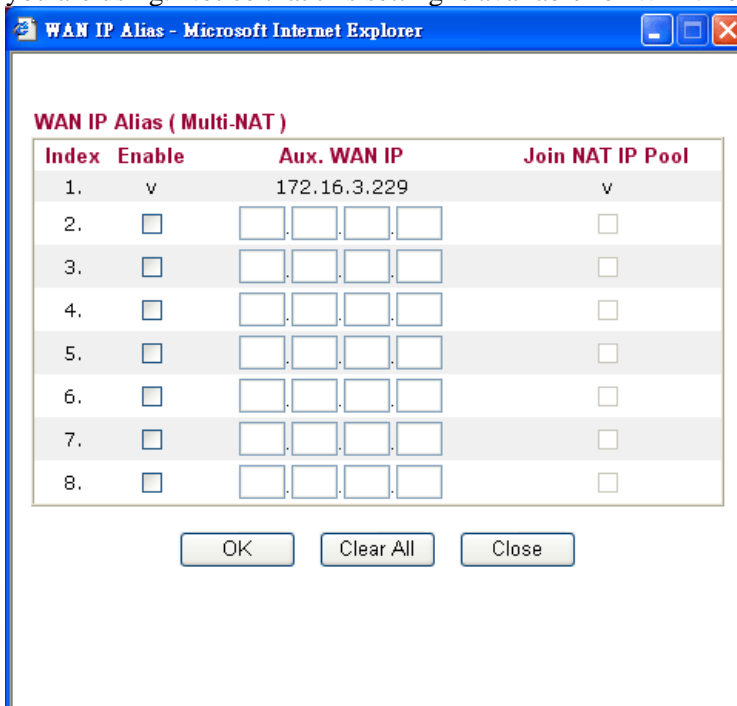 WAN IP Alias - Microsoft Internet Explorer
WAN IP Alias ( Multi-NAT )
Index Enable Aux. WAN IP Join NAT IP Pool
1. v 172.16.3.229 v
2. . . .
3. . . .
4. . . .
5. . . .
6. . . .
7. . . .
8. . . .
OK Clear All Close